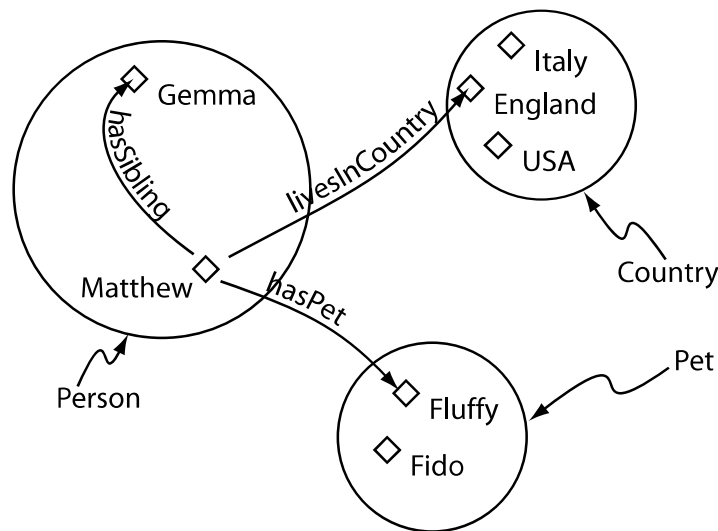 Italy
Gemma
England
hasSibling
livesInCountry
USA
Country
Matthew
hasPet
Pet
Person
Fluffy
Fido